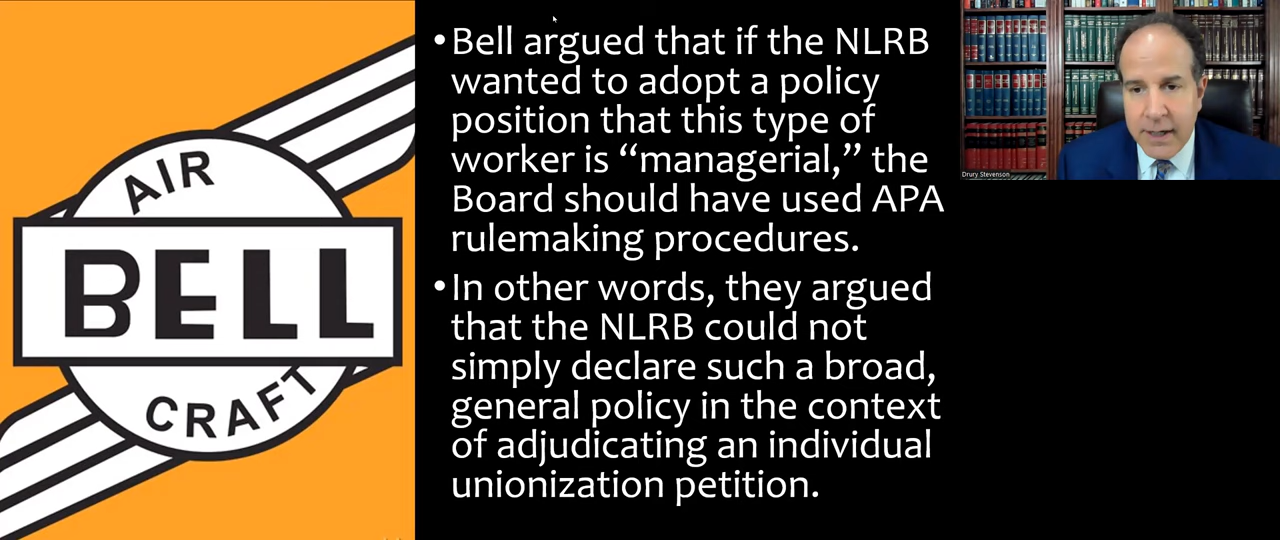 AIR
BELL
CRAFT
•Bell argued that if the NLRB
wanted to adopt a policy
position that this type of
worker is “managerial,” the
Board should have used APA
rulemaking procedures.
•In other words, they argued
that the NLRB could not
simply declare such a broad,
general policy in the context
of adjudicating an individual
unionization petition.
Drury Stevenson